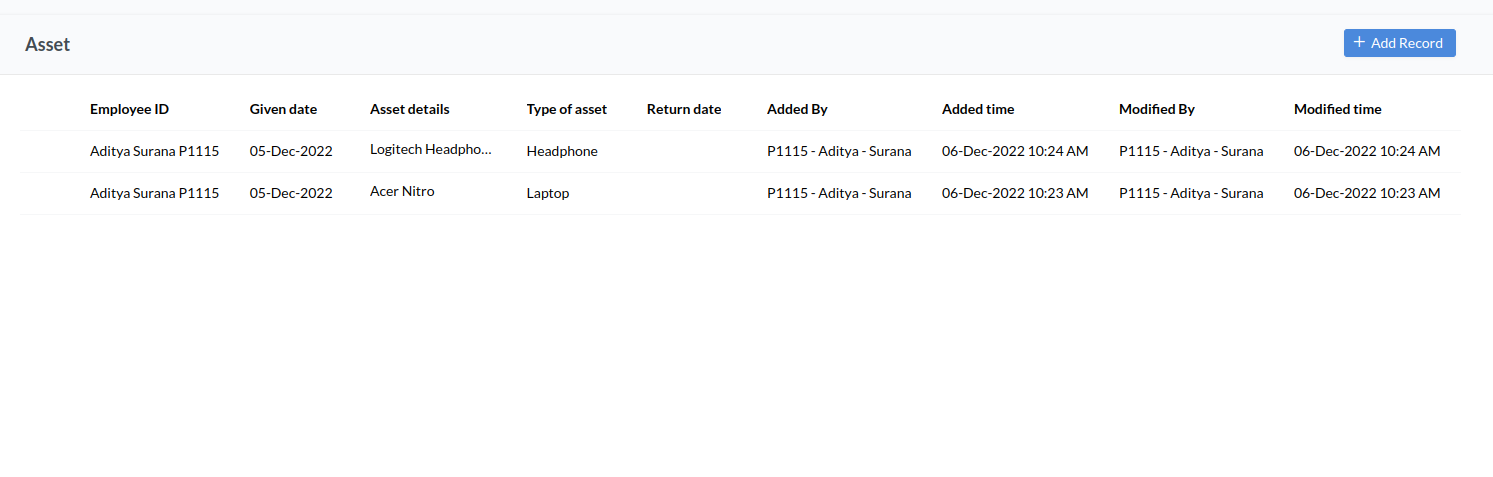 Asset
+ Add Record
Employee ID Given date Asset details Type of asset Return date Added By Added time Modified By Modified time
Aditya Surana P1115 05-Dec-2022 Logitech Headpho... Headphone P1115 - Aditya - Surana 06-Dec-2022 10:24 AM P1115 - Aditya - Surana 06-Dec-2022 10:24 AM
Aditya Surana P1115 05-Dec-2022 Acer Nitro Laptop P1115 - Aditya - Surana 06-Dec-2022 10:23 AM P1115 - Aditya - Surana 06-Dec-2022 10:23 AM